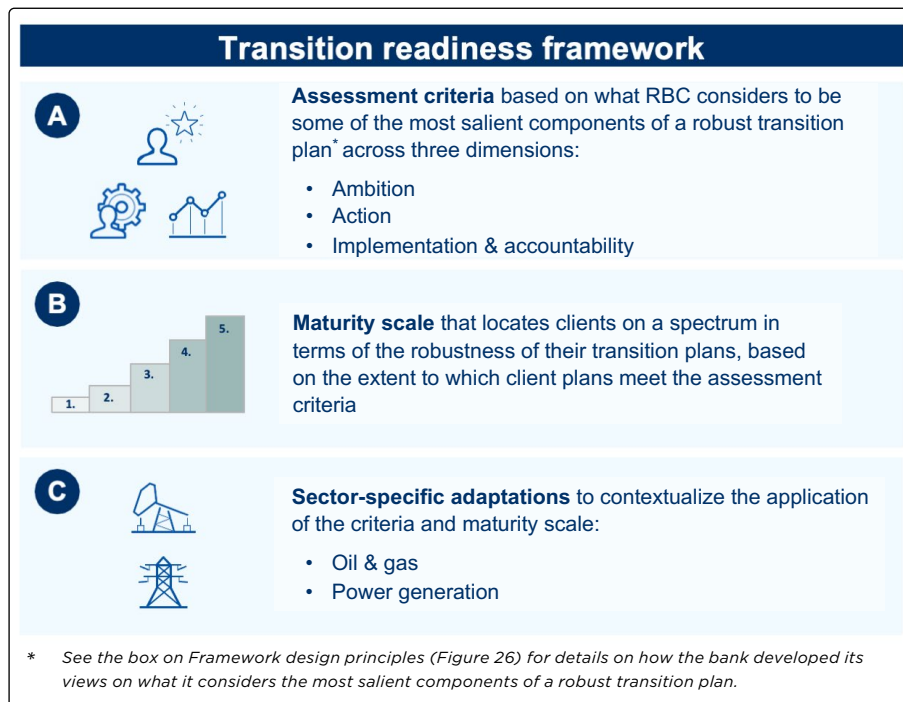 Transition readiness framework
A
Assessment criteria based on what RBC considers to be
some of the most salient components of a robust transition
plan* across three dimensions:
• Ambition
• Action
• Implementation & accountability
B
1.
2.
3.
4.
5.
Maturity scale that locates clients on a spectrum in
terms of the robustness of their transition plans, based
on the extent to which client plans meet the assessment
criteria
C
Sector-specific adaptations to contextualize the application
of the criteria and maturity scale:
• Oil & gas
• Power generation
* See the box on Framework design principles (Figure 26) for details on how the bank developed its
views on what it considers the most salient components of a robust transition plan.